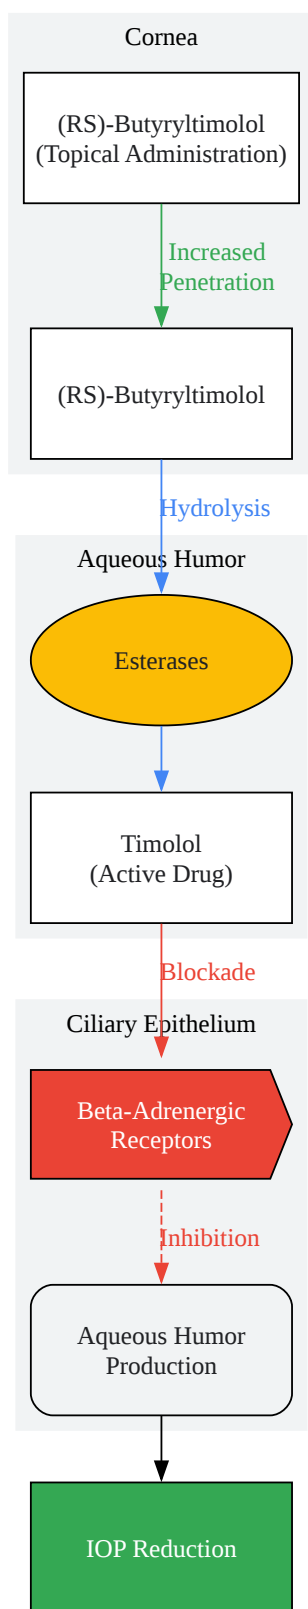 Cornea
(RS)-Butyryltimolol
(Topical Administration)
Increased
Penetration
(RS)-Butyryltimolol
Hydrolysis
Aqueous Humor
Esterases
Timolol
(Active Drug)
Blockade
Ciliary Epithelium
Beta-Adrenergic
Receptors
Inhibition
Aqueous Humor
Production
IOP Reduction